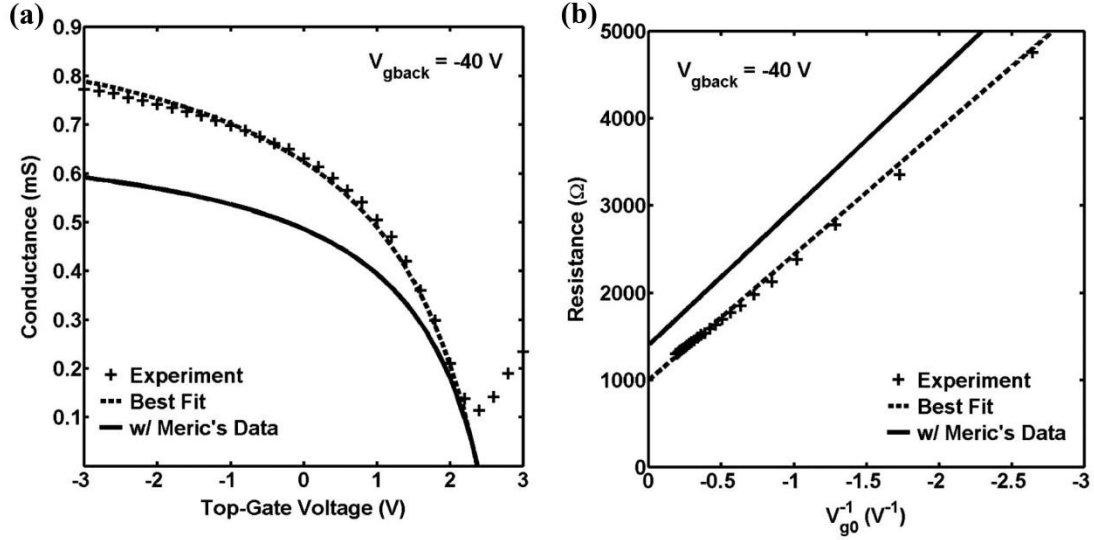 (a)
0.9
0.8
0.7
0.6
0.5
0.4
0.3
0.2
0.1
Conductance (mS)
V_gback = -40 V
+ Experiment
Best Fit
w/ Meric's Data
-3 -2 -1 0 1 2 3
Top-Gate Voltage (V)
(b)
5000
4000
3000
2000
1000
0
Resistance (Ω)
V_gback = -40 V
+ Experiment
Best Fit
w/ Meric's Data
0 -0.5 -1 -1.5 -2 -2.5 -3
V_g0^-1 (V^-1)